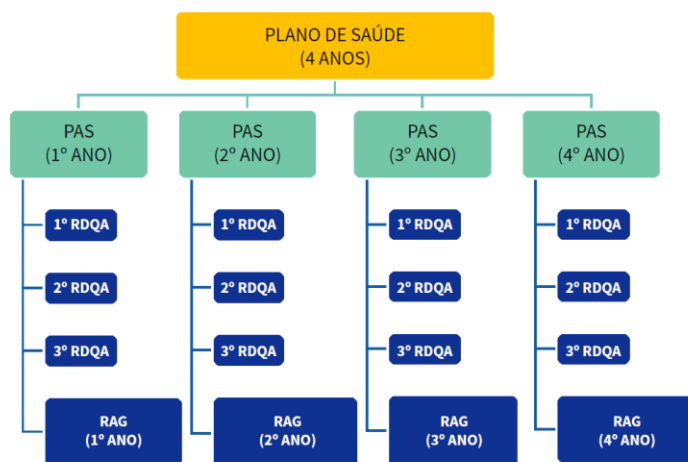 PLANO DE SAÚDE
(4 ANOS)
PAS
(1º ANO)
PAS
(2º ANO)
PAS
(3º ANO)
PAS
(4º ANO)
1º RDQA
1º RDQA
1º RDQA
1º RDQA
2º RDQA
2º RDQA
2º RDQA
2º RDQA
3º RDQA
3º RDQA
3º RDQA
3º RDQA
RAG
(1º ANO)
RAG
(2º ANO)
RAG
(3º ANO)
RAG
(4º ANO)